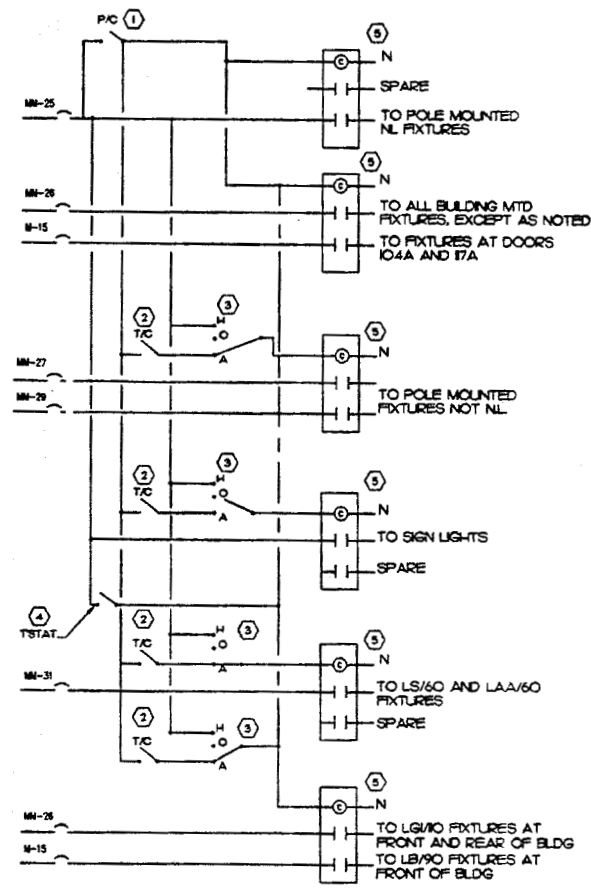 P/C 1
5
N
SPARE
MM-25
TO POLE MOUNTED
NL FIXTURES
5
N
MM-26
TO ALL BUILDING MTD
FIXTURES, EXCEPT AS NOTED
M-15
TO FIXTURES AT DOORS
104A AND 117A
2
T/C
3
H
O
A
5
N
MM-27
MM-29
TO POLE MOUNTED
FIXTURES NOT N.L.
2
T/C
3
H
O
A
5
N
TO SIGN LIGHTS
SPARE
4
TSTAT
2
T/C
H
O
A
3
5
N
MM-31
TO LS/60 AND LAA/60
FIXTURES
SPARE
2
T/C
H
O
A
3
5
N
MM-26
TO LG1/110 FIXTURES AT
FRONT AND REAR OF BLDG
M-15
TO LB/90 FIXTURES AT
FRONT OF BLDG
C
C
C
C
C
C